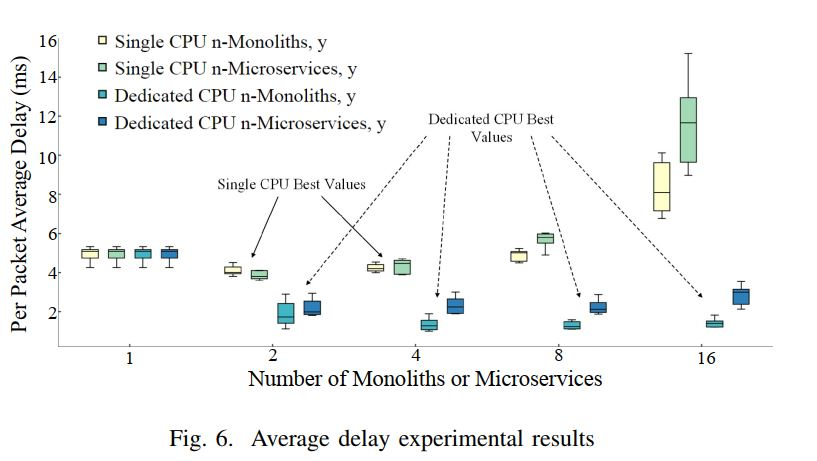 16
14
12
10
8
6
4
2
Per Packet Average Delay (ms)
Single CPU n-Monoliths, y
Single CPU n-Microservices, y
Dedicated CPU n-Monoliths, y
Dedicated CPU n-Microservices, y
Dedicated CPU Best
Values
Single CPU Best Values
1
2
4
8
16
Number of Monoliths or Microservices
Fig. 6. Average delay experimental results